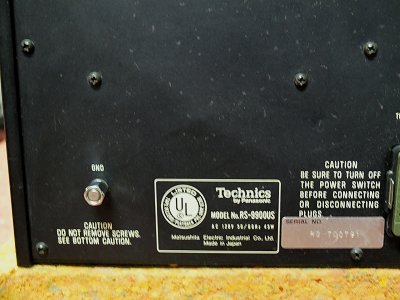 GND
CAUTION
DO NOT REMOVE SCREWS.
SEE BOTTOM CAUTION.
LISTED
UL
Technics
by Panasonic
MODEL No. RS-9900US
AC 120V 50/60Hz 43W
Matsushita Electric Industrial Co., Ltd.
Made in Japan
CAUTION
BE SURE TO TURN OFF
THE POWER SWITCH
BEFORE CONNECTING
OR DISCONNECTING
PLUGS.
SERIAL NO.